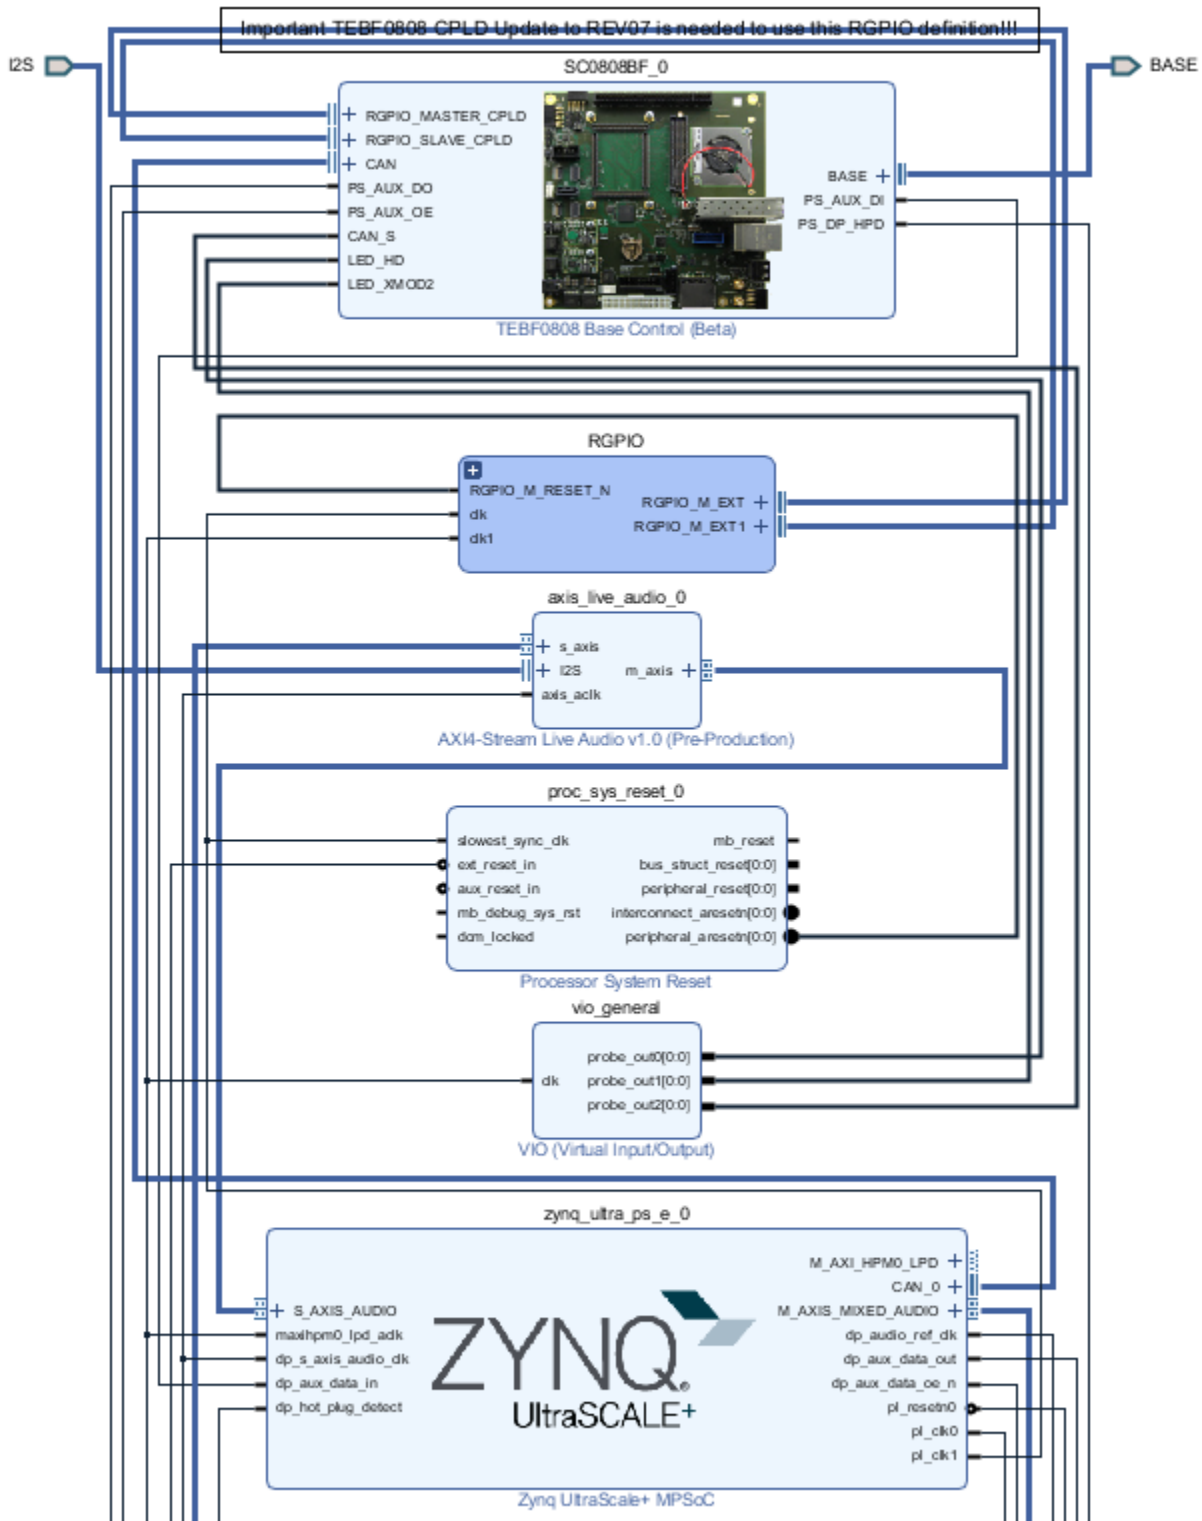 Important TEBF0808 CPLD Update to REV07 is needed to use this RGPIO definition!!!
I2S
BASE
SC0808BF_0
RGPIO_MASTER_CPLD
RGPIO_SLAVE_CPLD
CAN
PS_AUX_DO
PS_AUX_OE
CAN_S
LED_HD
LED_XMOD2
BASE
PS_AUX_DI
PS_DP_HPD
TEBF0808 Base Control (Beta)
RGPIO
RGPIO_M_RESET_N
clk
clk1
RGPIO_M_EXT
RGPIO_M_EXT1
axis_live_audio_0
s_axis
I2S
axis_aclk
m_axis
AXI4-Stream Live Audio v1.0 (Pre-Production)
proc_sys_reset_0
slowest_sync_clk
ext_reset_in
aux_reset_in
mb_debug_sys_rst
dcm_locked
mb_reset
bus_struct_reset[0:0]
peripheral_reset[0:0]
interconnect_aresetn[0:0]
peripheral_aresetn[0:0]
Processor System Reset
vio_general
clk
probe_out0[0:0]
probe_out1[0:0]
probe_out2[0:0]
VIO (Virtual Input/Output)
zynq_ultra_ps_e_0
S_AXIS_AUDIO
maxihpm0_lpd_aclk
dp_s_axis_audio_clk
dp_aux_data_in
dp_hot_plug_detect
ZYNQ
UltraSCALE+
M_AXI_HPM0_LPD
CAN_0
M_AXIS_MIXED_AUDIO
dp_audio_ref_clk
dp_aux_data_out
dp_aux_data_oe_n
pl_resetn0
pl_clk0
pl_clk1
Zynq UltraScale+ MPSoC